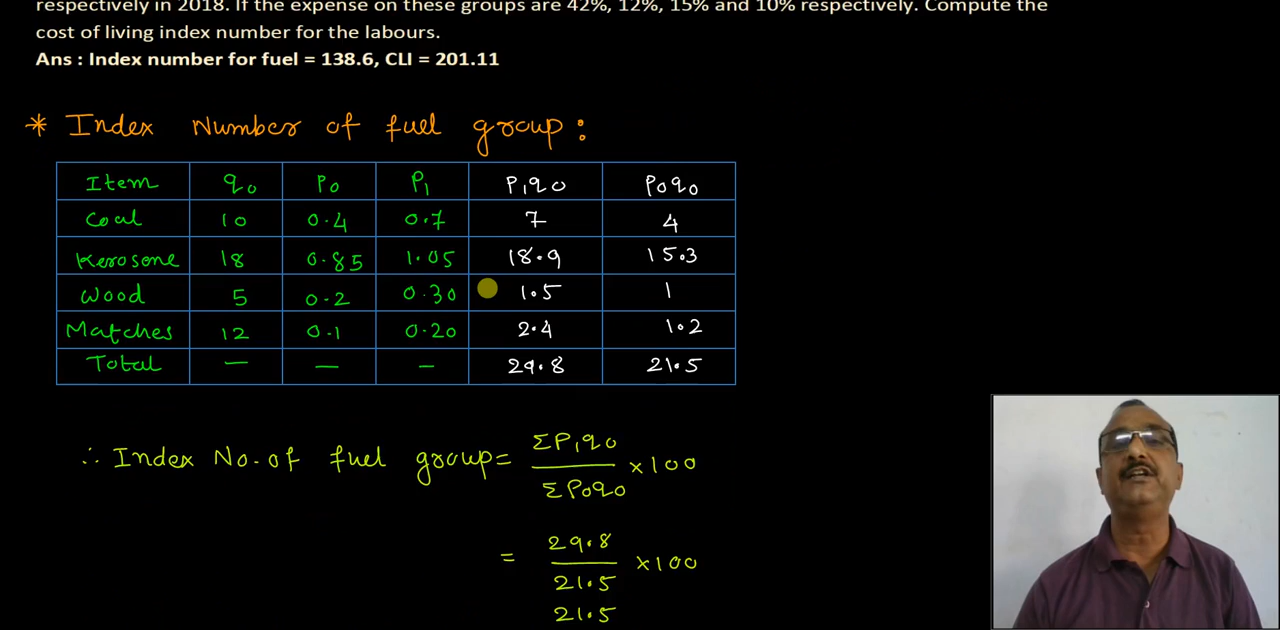 respectively in 2018. If the expense on these groups are 42%, 12%, 15% and 10% respectively. Compute the
cost of living index number for the labours.
Ans : Index number for fuel = 138.6, CLI = 201.11
* Index Number of fuel group :
Item q0 P0 P1 P1q0 P0q0
Coal 10 0.4 0.7 7 4
Kerosone 18 0.85 1.05 18.9 15.3
Wood 5 0.2 0.30 1.5 1
Matches 12 0.1 0.20 2.4 1.2
Total — — — 29.8 21.5
∴ Index No. of fuel group = ΣP1q0 / ΣP0q0 ×100
= 29.8 / 21.5 ×100
21.5